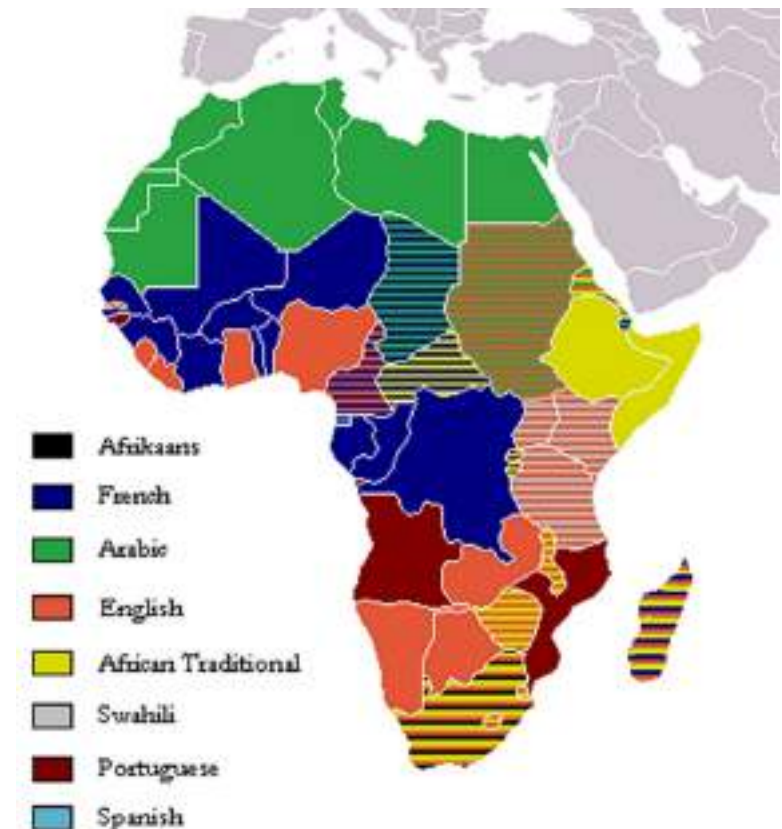 Afrikaans
French
Arabic
English
African Traditional
Swahili
Portuguese
Spanish